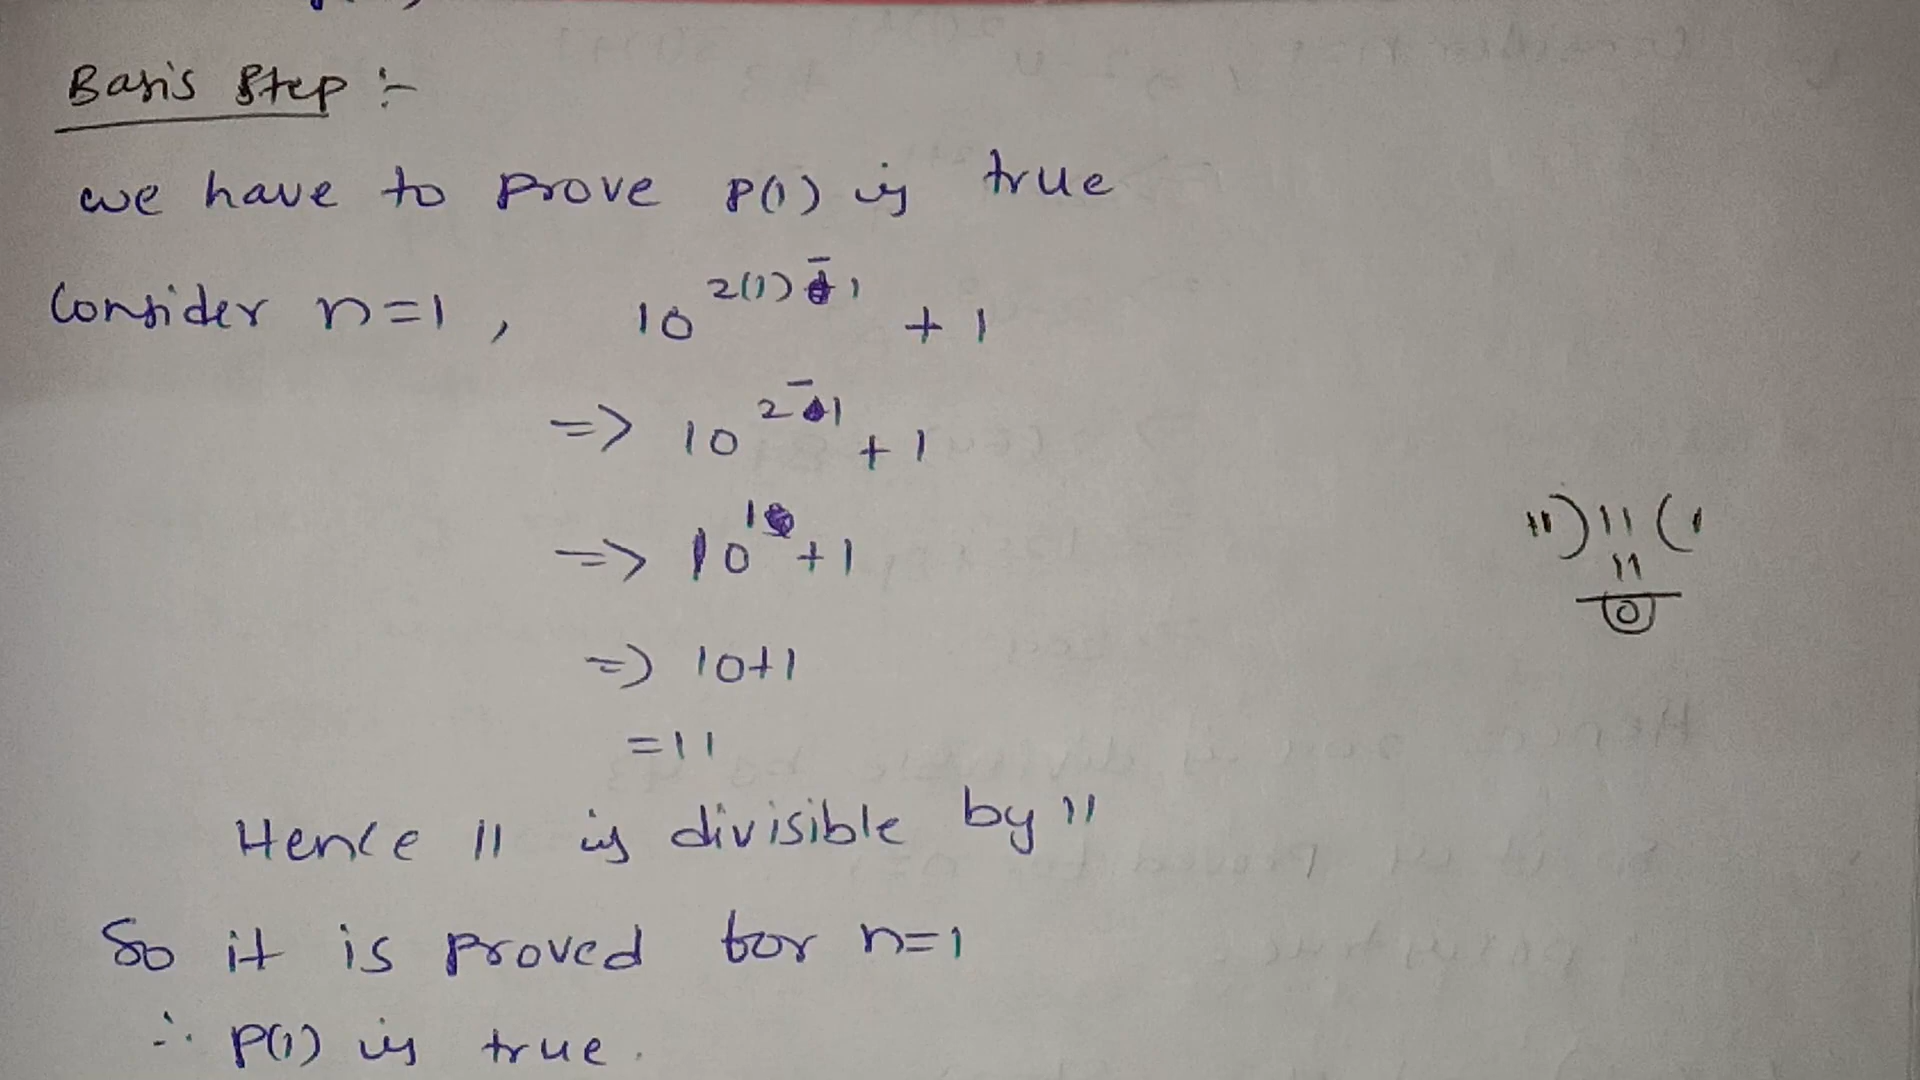 Basis Step :-
we have to prove P(1) is true
Consider n=1, 10^{2(1)-1} + 1
=> 10^{2-1} + 1
=> 10^1 + 1
=> 10+1
=11
11)11(1
11
0
Hence 11 is divisible by 11
So it is proved for n=1
∴ P(1) is true.